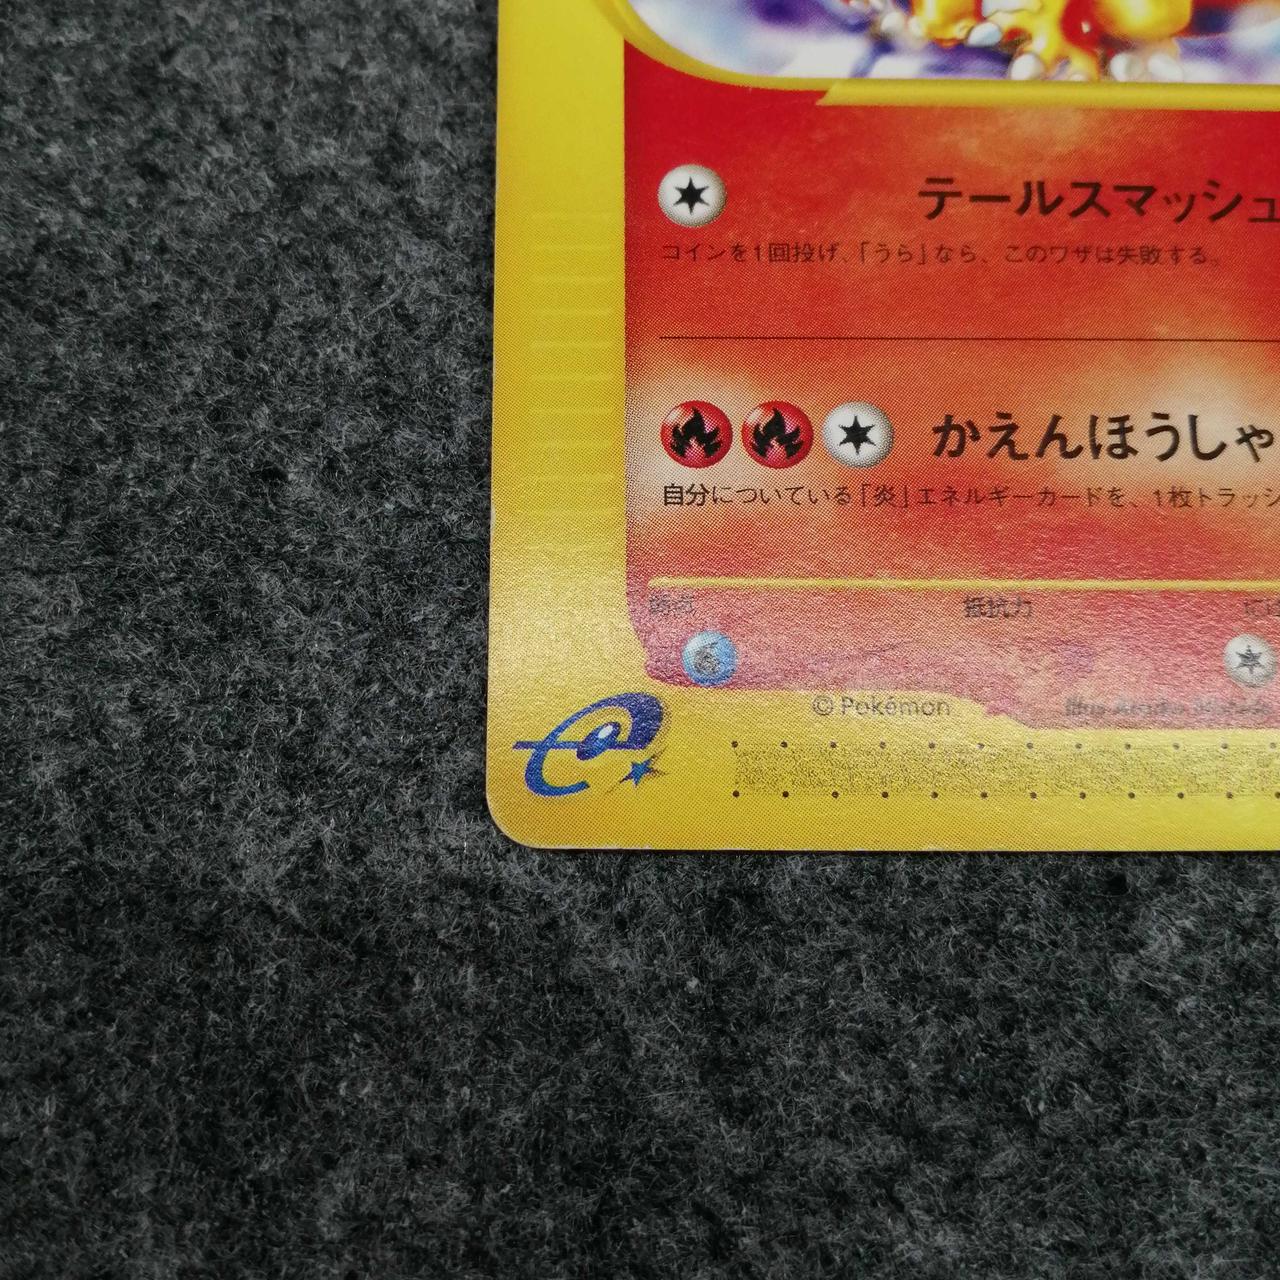 テールスマッシュ
コインを1回投げ、「うら」なら、このワザは失敗する。
かえんほうしゃ
自分についている「炎」エネルギーカードを、1枚トラッシ
弱点 抵抗力 にに
© Pokémon Illus.
e